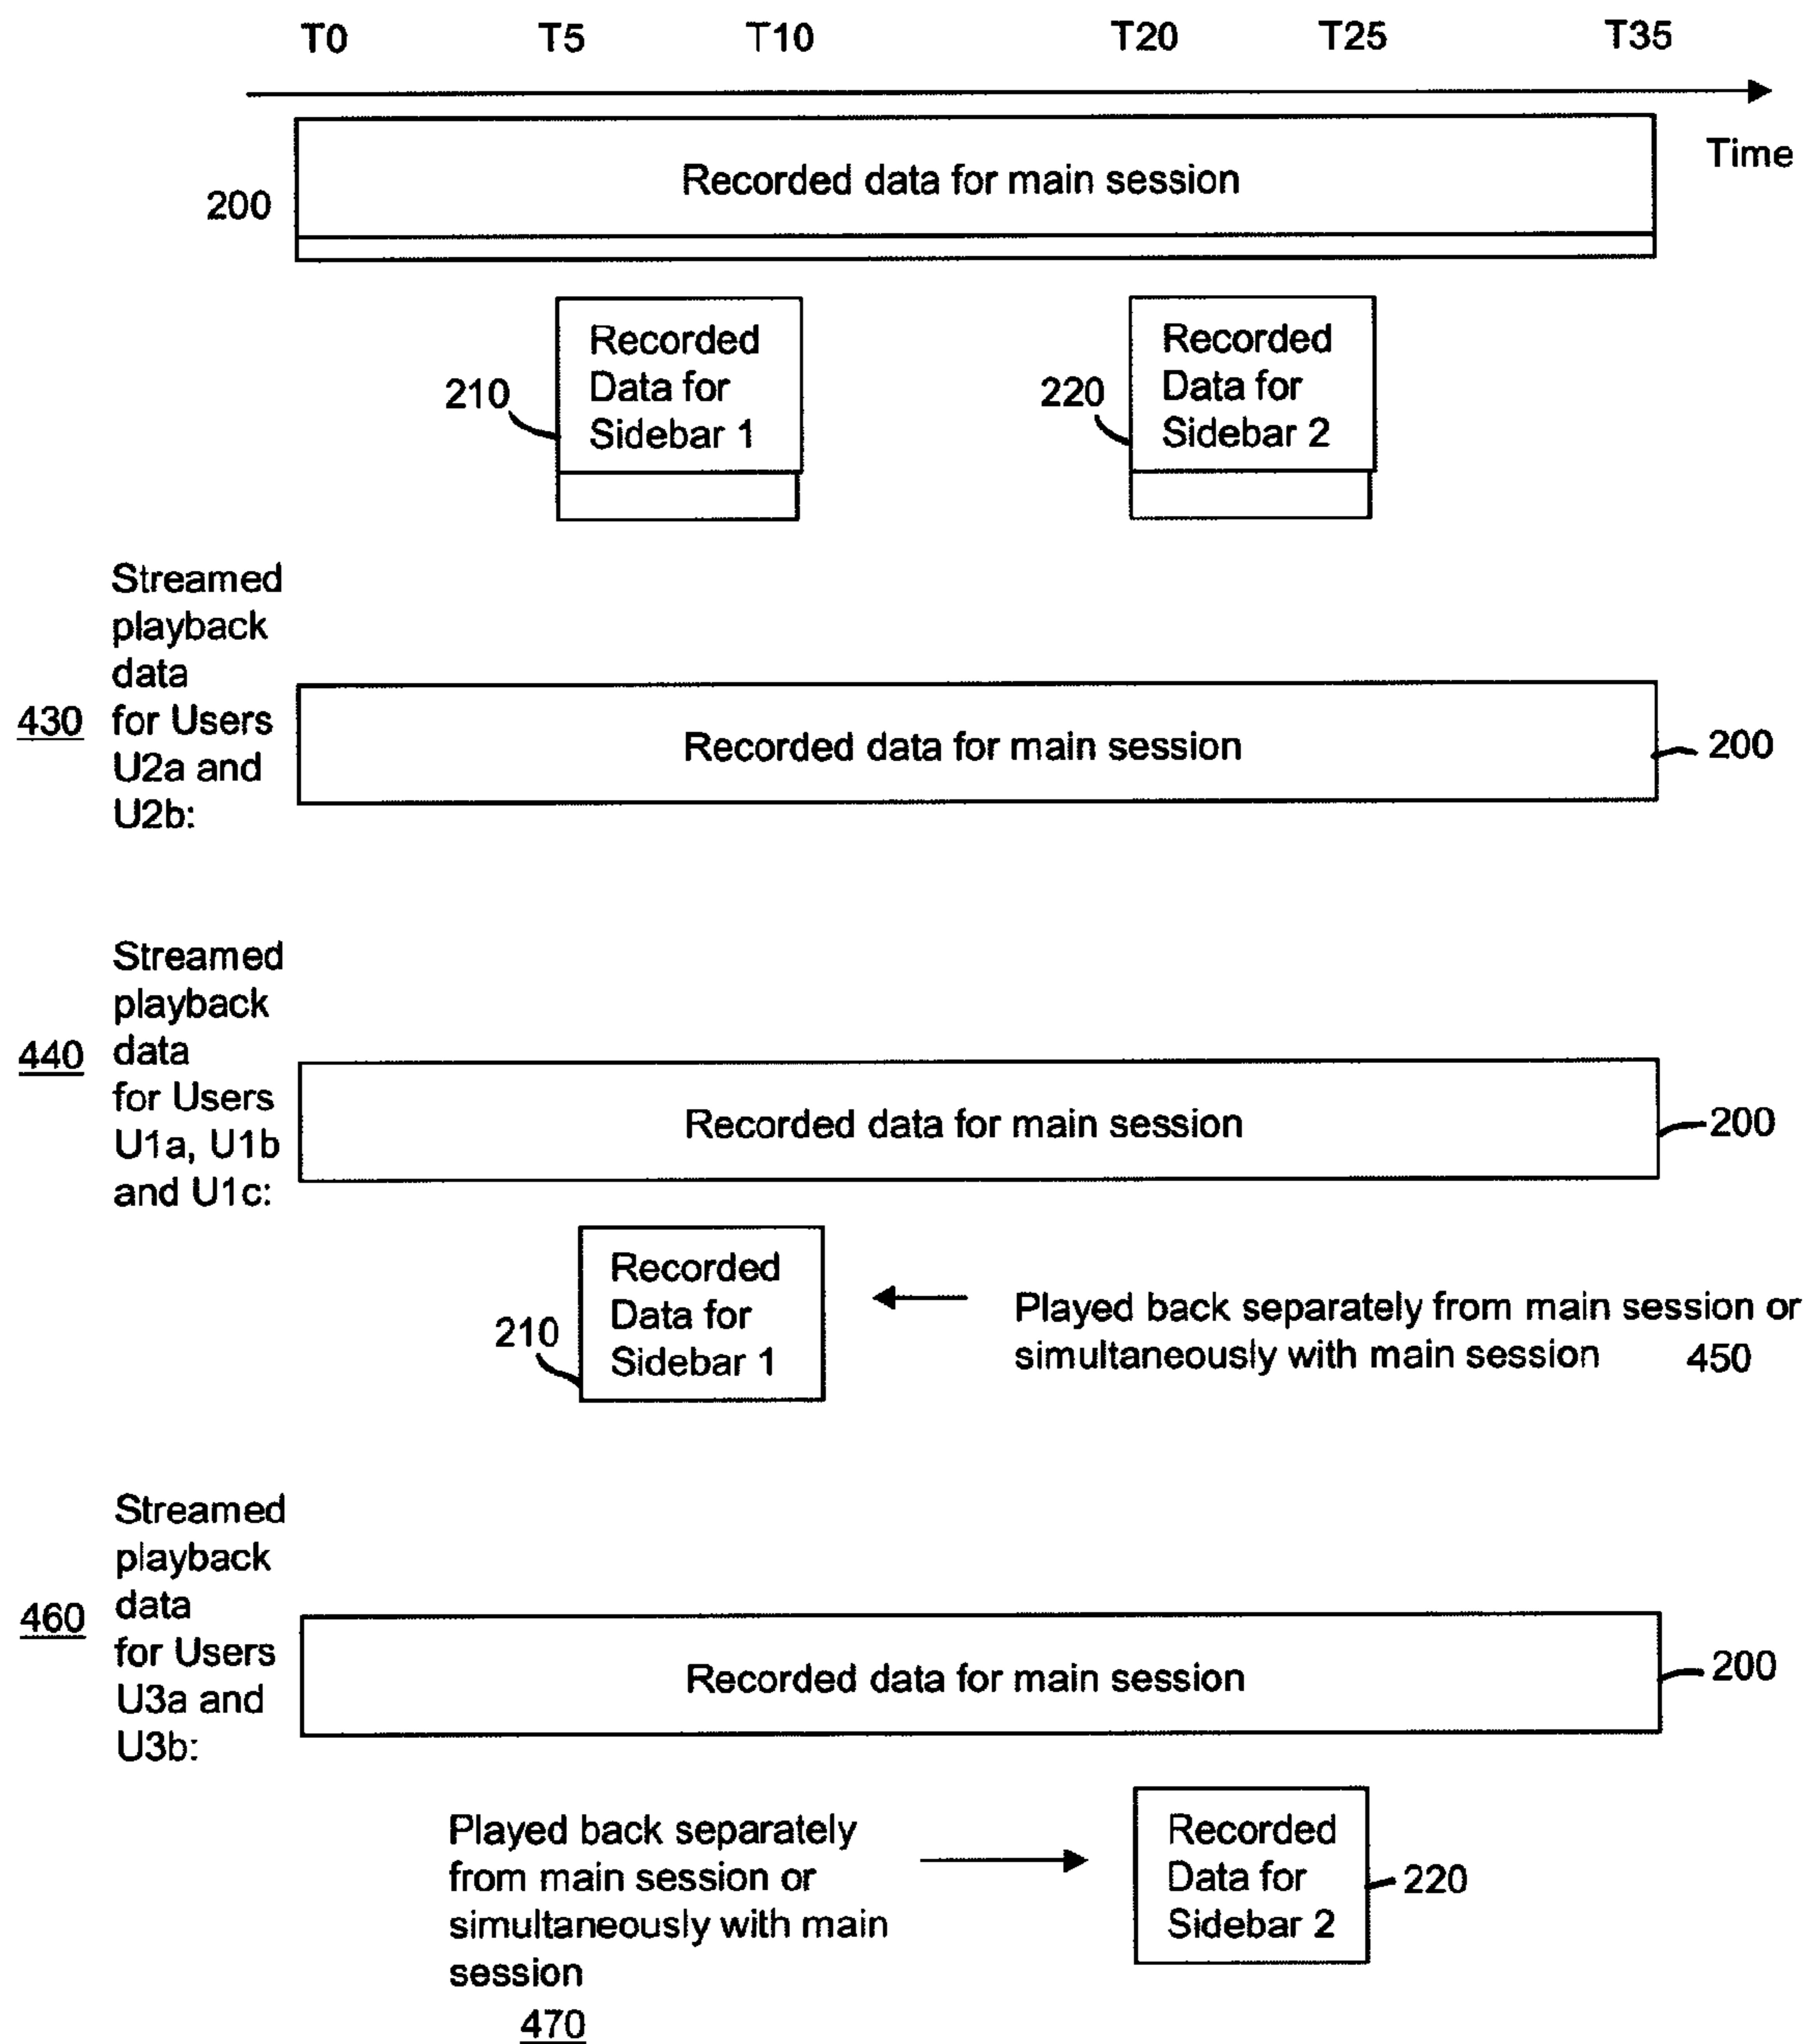 T0 T5 T10 T20 T25 T35
Time
Recorded data for main session
200
Recorded
Data for
Sidebar 1
210
Recorded
Data for
Sidebar 2
220
Streamed
playback
data
for Users
U2a and
U2b:
430
Recorded data for main session
200
Streamed
playback
data
for Users
U1a, U1b
and U1c:
440
Recorded data for main session
200
Recorded
Data for
Sidebar 1
210
Played back separately from main session or
simultaneously with main session 450
Streamed
playback
data
for Users
U3a and
U3b:
460
Recorded data for main session
200
Played back separately
from main session or
simultaneously with main
session
470
Recorded
Data for
Sidebar 2
220